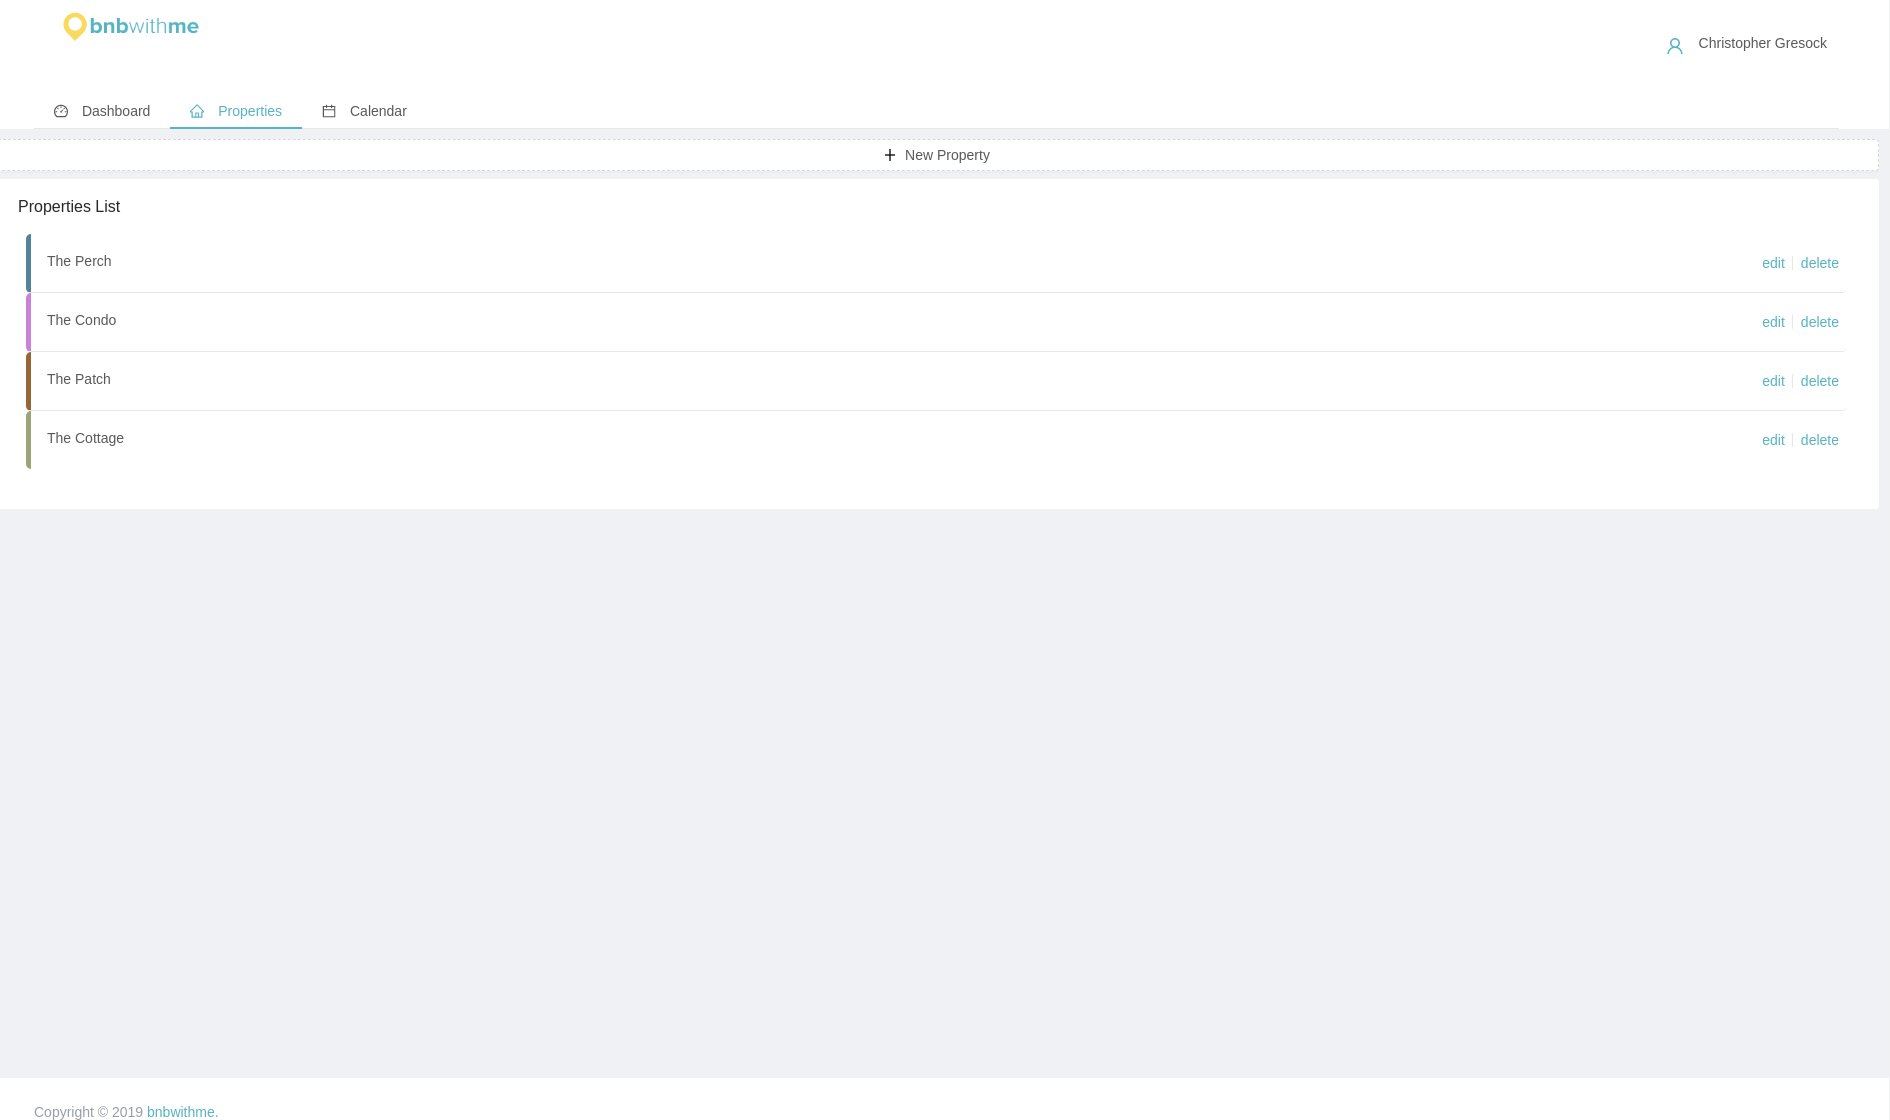 bnbwithme
Christopher Gresock
Dashboard Properties Calendar
New Property
Properties List
The Perch edit delete
The Condo edit delete
The Patch edit delete
The Cottage edit delete
Copyright © 2019 bnbwithme.